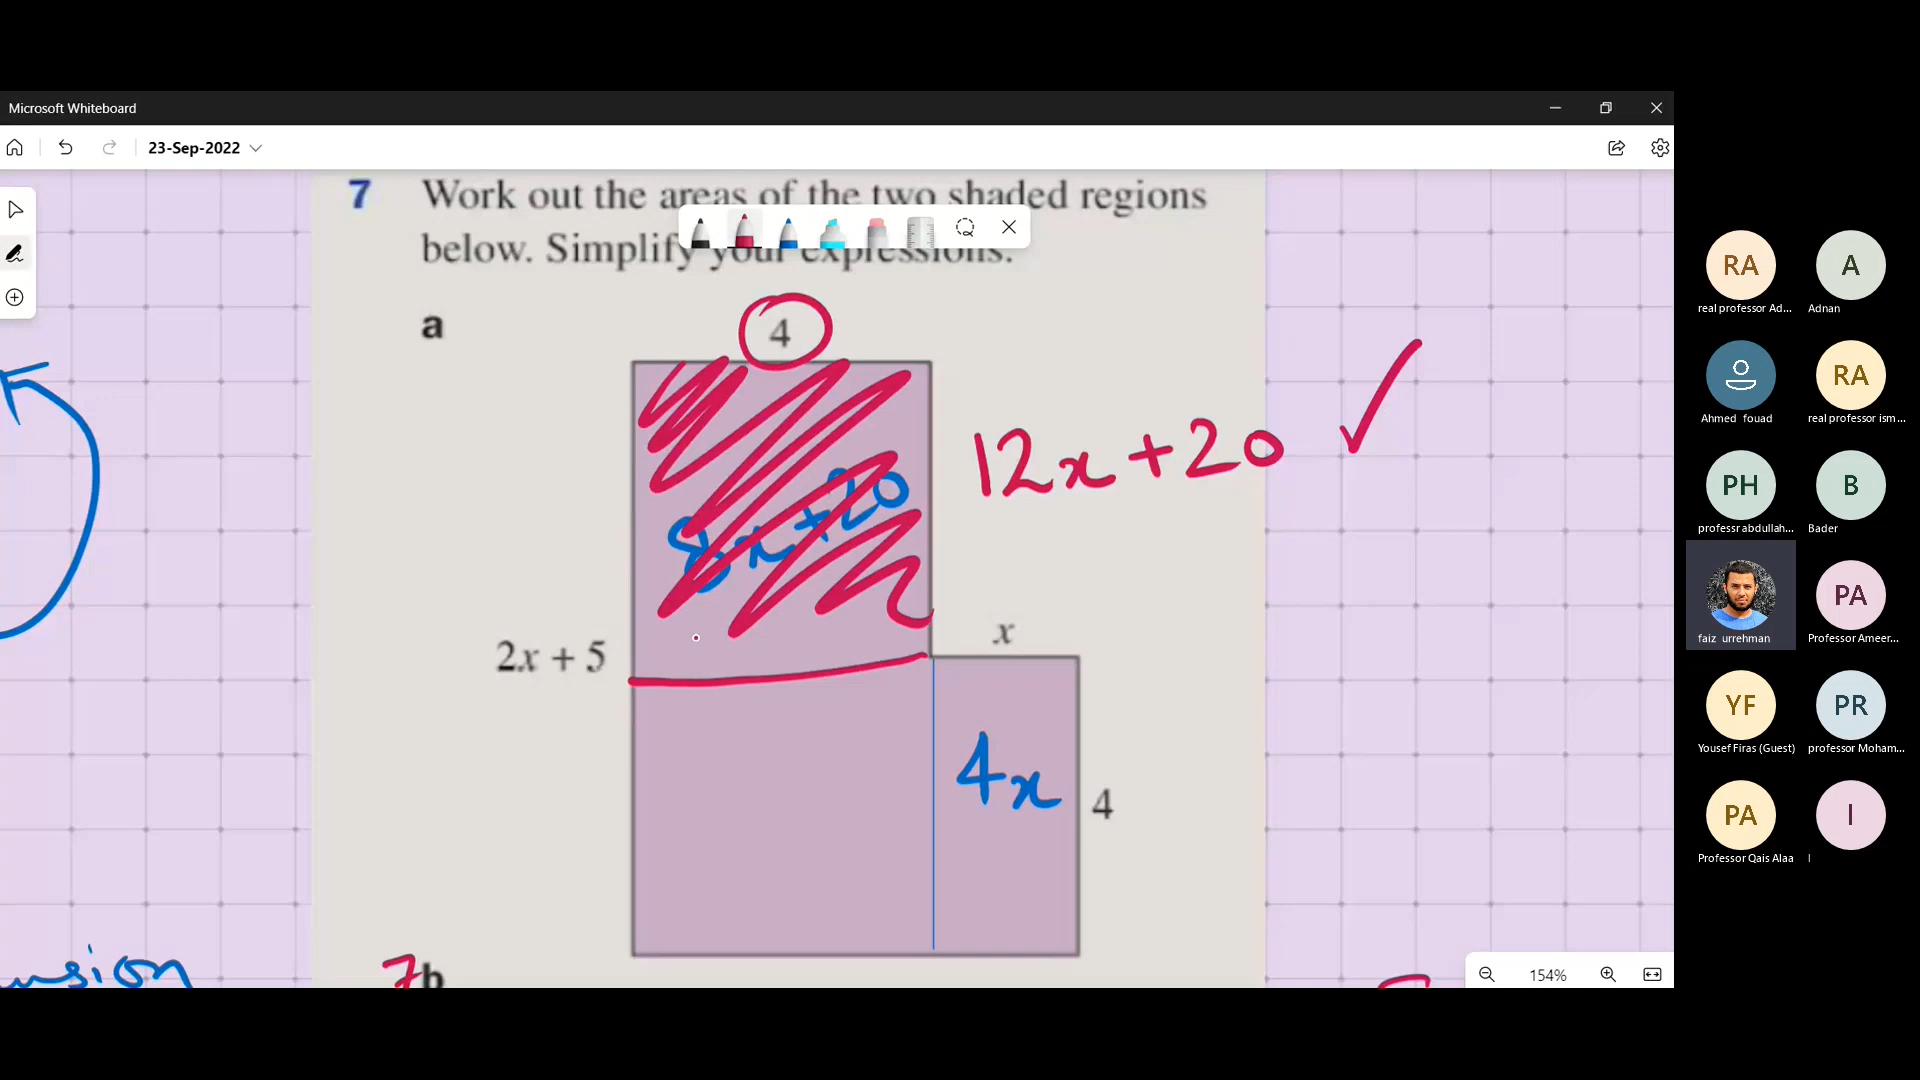 Microsoft Whiteboard
23-Sep-2022
7 Work out the areas of the two shaded regions
below. Simplify your expressions.
a
4
12x+20
8x+20
2x + 5
x
4x
4
7b
RA
real professor Ad...
A
Adnan
Ahmed fouad
RA
real professor ism...
PH
professr abdullah...
B
Bader
faiz urrehman
PA
Professor Ameer...
YF
Yousef Firas (Guest)
PR
professor Moham...
PA
Professor Qais Alaa
I
I
154%